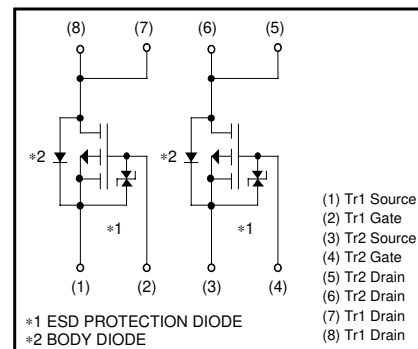 (8) (7) (6) (5)
*2 *2
*1 *1
(1) (2) (3) (4)
(1) Tr1 Source
(2) Tr1 Gate
(3) Tr2 Source
(4) Tr2 Gate
(5) Tr2 Drain
(6) Tr2 Drain
(7) Tr1 Drain
(8) Tr1 Drain
*1 ESD PROTECTION DIODE
*2 BODY DIODE